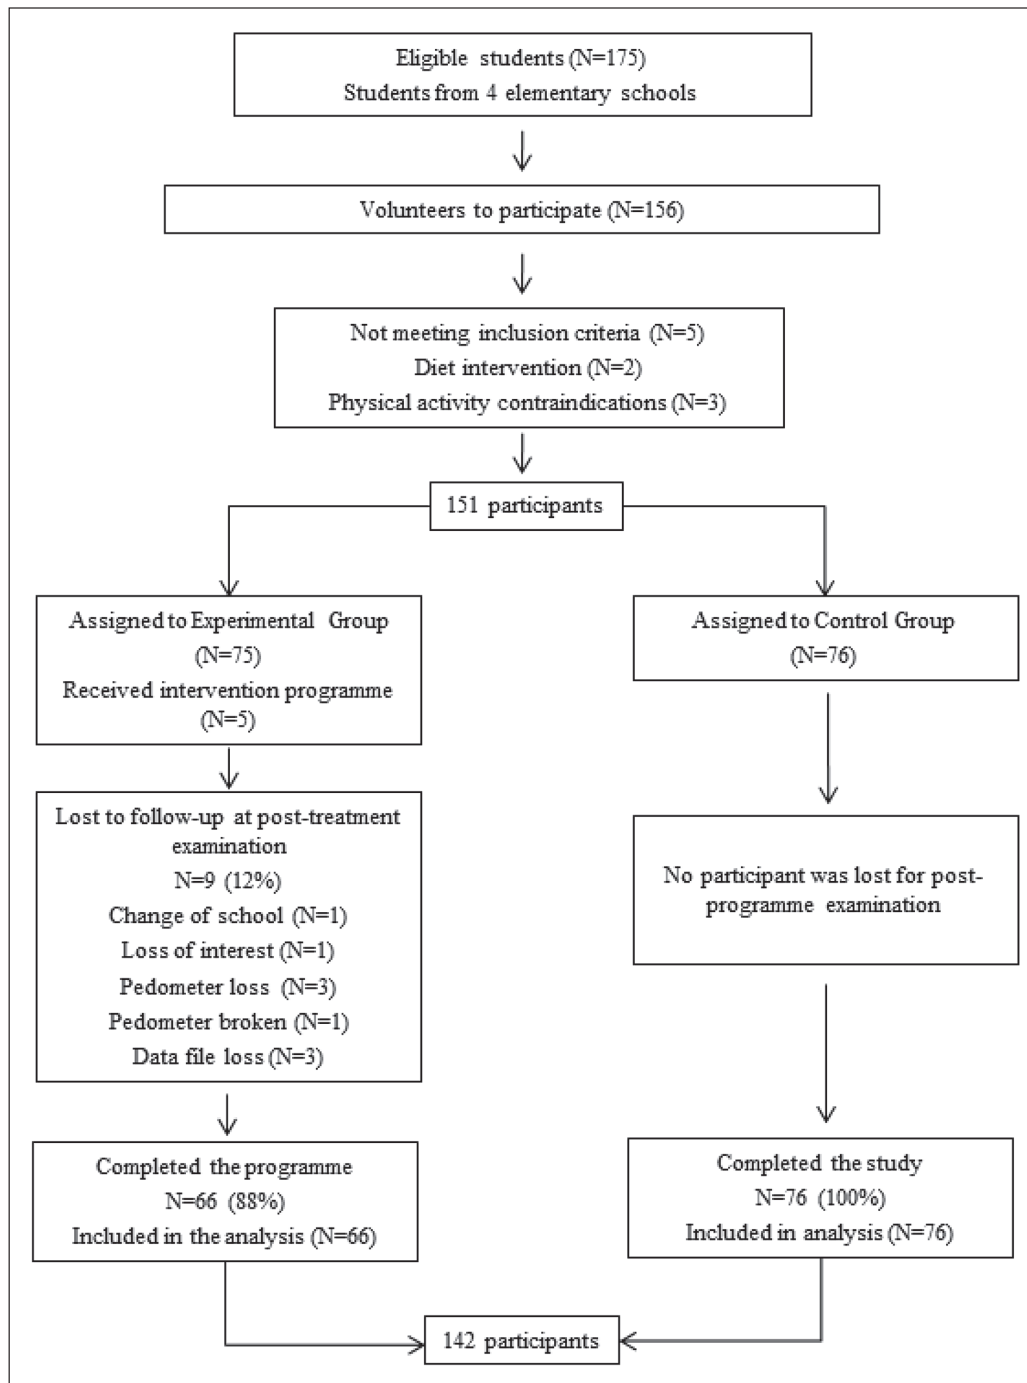 Eligible students (N=175)
Students from 4 elementary schools
Volunteers to participate (N=156)
Not meeting inclusion criteria (N=5)
Diet intervention (N=2)
Physical activity contraindications (N=3)
151 participants
Assigned to Experimental Group
(N=75)
Received intervention programme
(N=5)
Assigned to Control Group
(N=76)
Lost to follow-up at post-treatment
examination
N=9 (12%)
Change of school (N=1)
Loss of interest (N=1)
Pedometer loss (N=3)
Pedometer broken (N=1)
Data file loss (N=3)
No participant was lost for post-
programme examination
Completed the programme
N=66 (88%)
Included in the analysis (N=66)
Completed the study
N=76 (100%)
Included in analysis (N=76)
142 participants